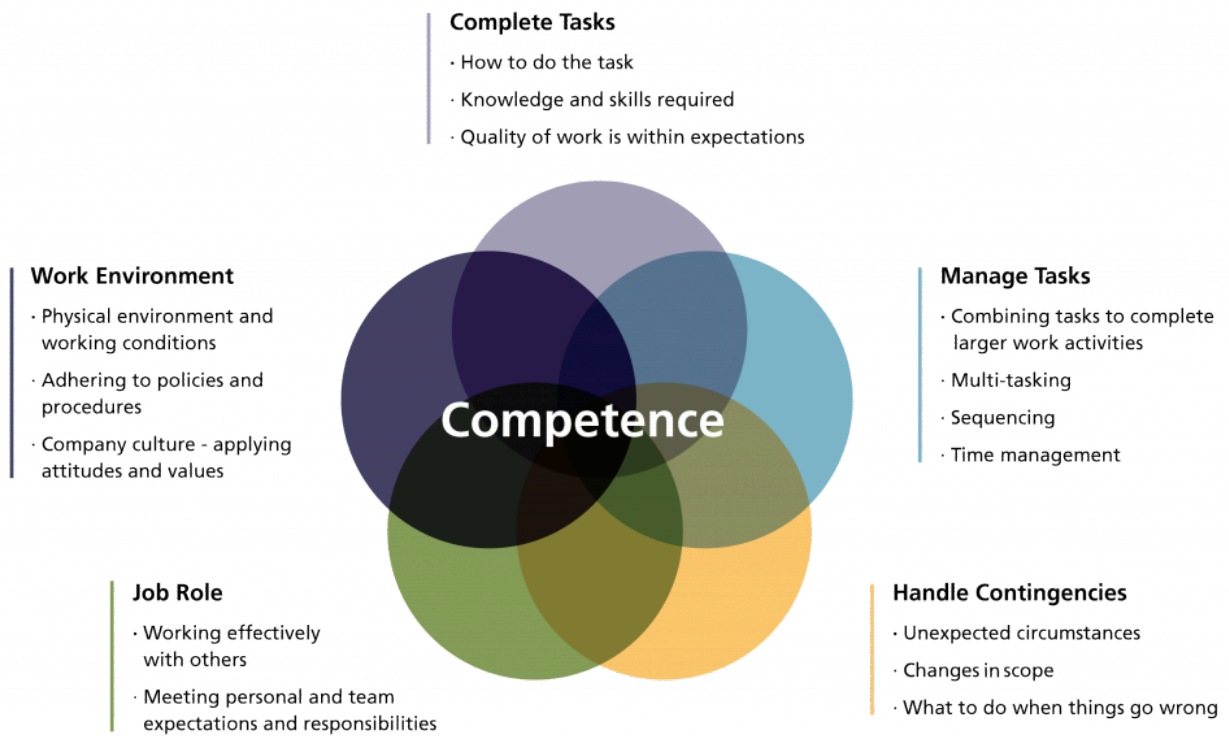 Complete Tasks
· How to do the task
· Knowledge and skills required
· Quality of work is within expectations
Work Environment
· Physical environment and
working conditions
· Adhering to policies and
procedures
· Company culture - applying
attitudes and values
Manage Tasks
· Combining tasks to complete
larger work activities
· Multi-tasking
· Sequencing
· Time management
Competence
Job Role
· Working effectively
with others
· Meeting personal and team
expectations and responsibilities
Handle Contingencies
· Unexpected circumstances
· Changes in scope
· What to do when things go wrong